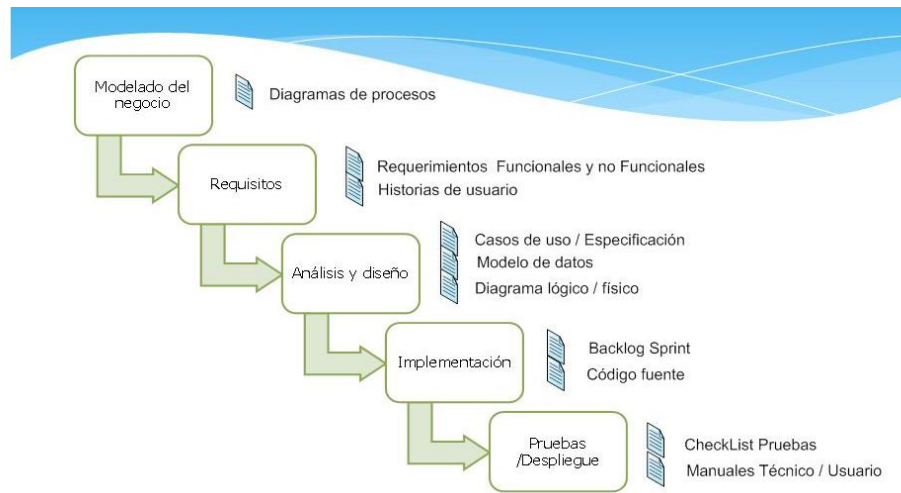 Modelado del
negocio
Diagramas de procesos
Requisitos
Requerimientos Funcionales y no Funcionales
Historias de usuario
Análisis y diseño
Casos de uso / Especificación
Modelo de datos
Diagrama lógico / físico
Implementación
Backlog Sprint
Código fuente
Pruebas
/Despliegue
CheckList Pruebas
Manuales Técnico / Usuario